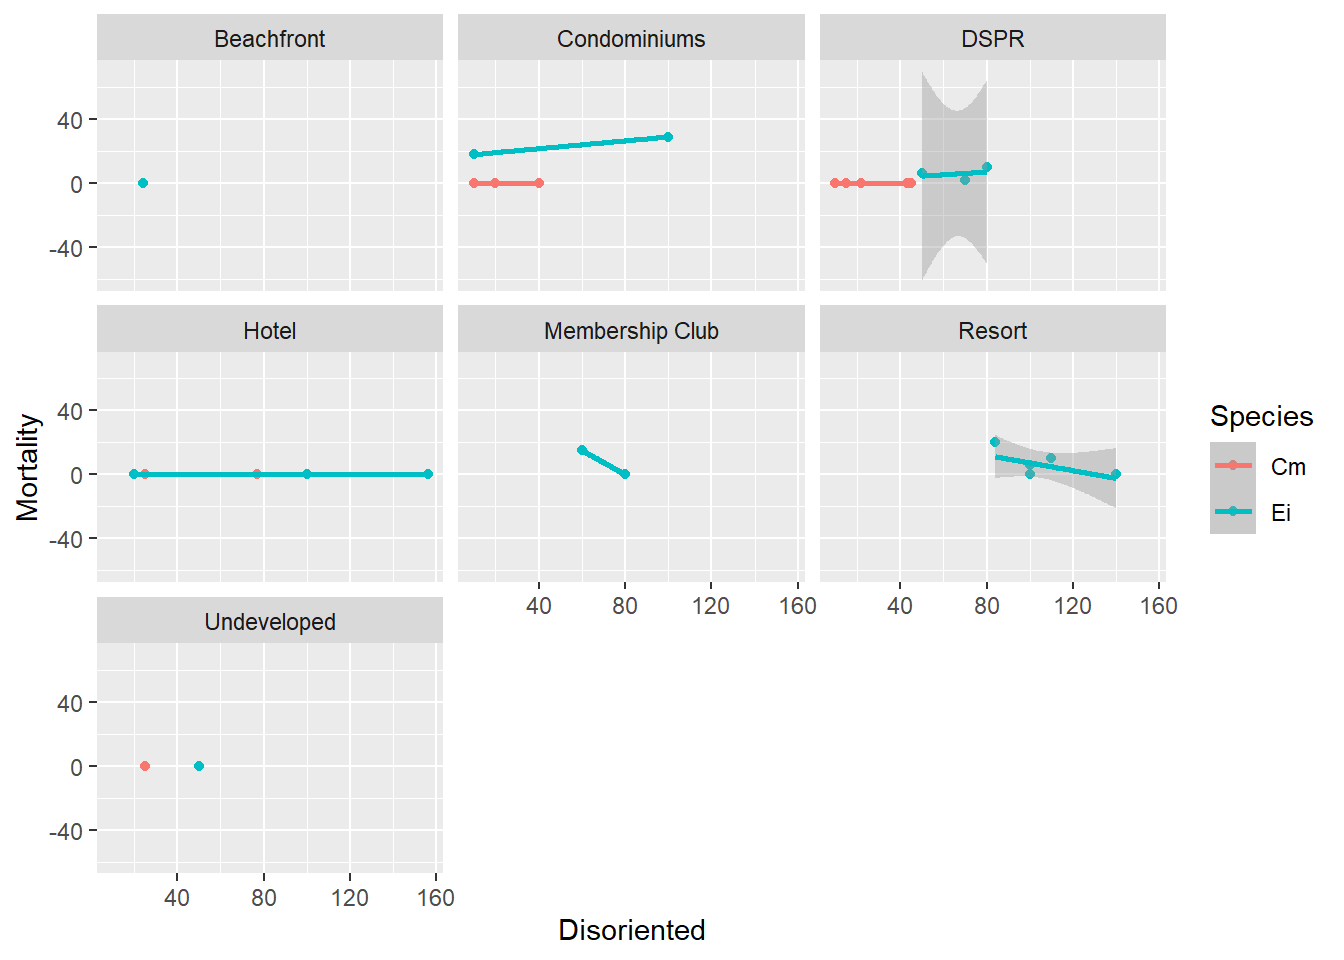 Beachfront
Condominiums
DSPR
40
0
-40
Hotel
Membership Club
Resort
40
0
-40
40
80
120
160
40
80
120
160
Undeveloped
40
0
-40
40
80
120
160
Disoriented
Mortality
Species
Cm
Ei